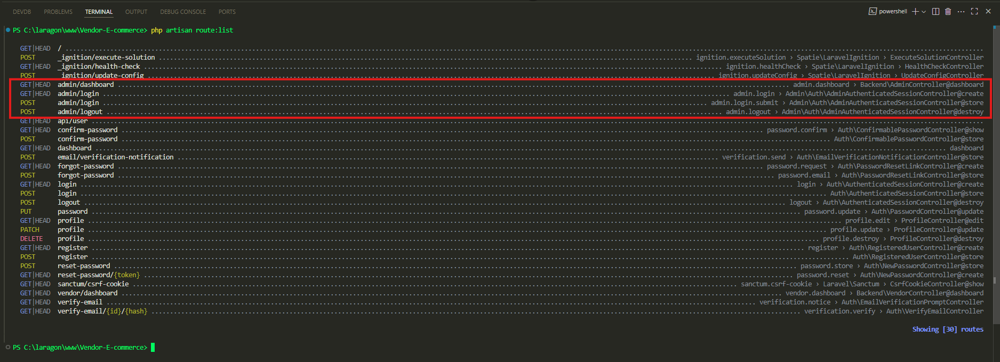 DEVDB PROBLEMS TERMINAL OUTPUT DEBUG CONSOLE PORTS powershell
PS C:\laragon\www\Vendor-E-commerce> php artisan route:list
GET|HEAD / ........................................................................
POST _ignition/execute-solution ........................ ignition.executeSolution › Spatie\LaravelIgnition › ExecuteSolutionController
GET|HEAD _ignition/health-check ........................ ignition.healthCheck › Spatie\LaravelIgnition › HealthCheckController
POST _ignition/update-config ........................ ignition.updateConfig › Spatie\LaravelIgnition › UpdateConfigController
GET|HEAD admin/dashboard ........................ admin.dashboard › Backend\AdminController@dashboard
GET|HEAD admin/login ........................ admin.login › Admin\Auth\AdminAuthenticatedSessionController@create
POST admin/login ........................ admin.login.submit › Admin\Auth\AdminAuthenticatedSessionController@store
POST admin/logout ........................ admin.logout › Admin\Auth\AdminAuthenticatedSessionController@destroy
GET|HEAD api/user ........................................................................
GET|HEAD confirm-password ........................ password.confirm › Auth\ConfirmablePasswordController@show
POST confirm-password ........................ Auth\ConfirmablePasswordController@store
GET|HEAD dashboard ........................ dashboard
POST email/verification-notification ........................ verification.send › Auth\EmailVerificationNotificationController@store
GET|HEAD forgot-password ........................ password.request › Auth\PasswordResetLinkController@create
POST forgot-password ........................ password.email › Auth\PasswordResetLinkController@store
GET|HEAD login ........................ login › Auth\AuthenticatedSessionController@create
POST login ........................ Auth\AuthenticatedSessionController@store
POST logout ........................ logout › Auth\AuthenticatedSessionController@destroy
PUT password ........................ password.update › Auth\PasswordController@update
GET|HEAD profile ........................ profile.edit › ProfileController@edit
PATCH profile ........................ profile.update › ProfileController@update
DELETE profile ........................ profile.destroy › ProfileController@destroy
GET|HEAD register ........................ register › Auth\RegisteredUserController@create
POST register ........................ Auth\RegisteredUserController@store
POST reset-password ........................ password.store › Auth\NewPasswordController@store
GET|HEAD reset-password/{token} ........................ password.reset › Auth\NewPasswordController@create
GET|HEAD sanctum/csrf-cookie ........................ sanctum.csrf-cookie › Laravel\Sanctum › CsrfCookieController@show
GET|HEAD vendor/dashboard ........................ vendor.dashboard › Backend\VendorController@dashboard
GET|HEAD verify-email ........................ verification.notice › Auth\EmailVerificationPromptController
GET|HEAD verify-email/{id}/{hash} ........................ verification.verify › Auth\VerifyEmailController
Showing [30] routes
PS C:\laragon\www\Vendor-E-commerce>